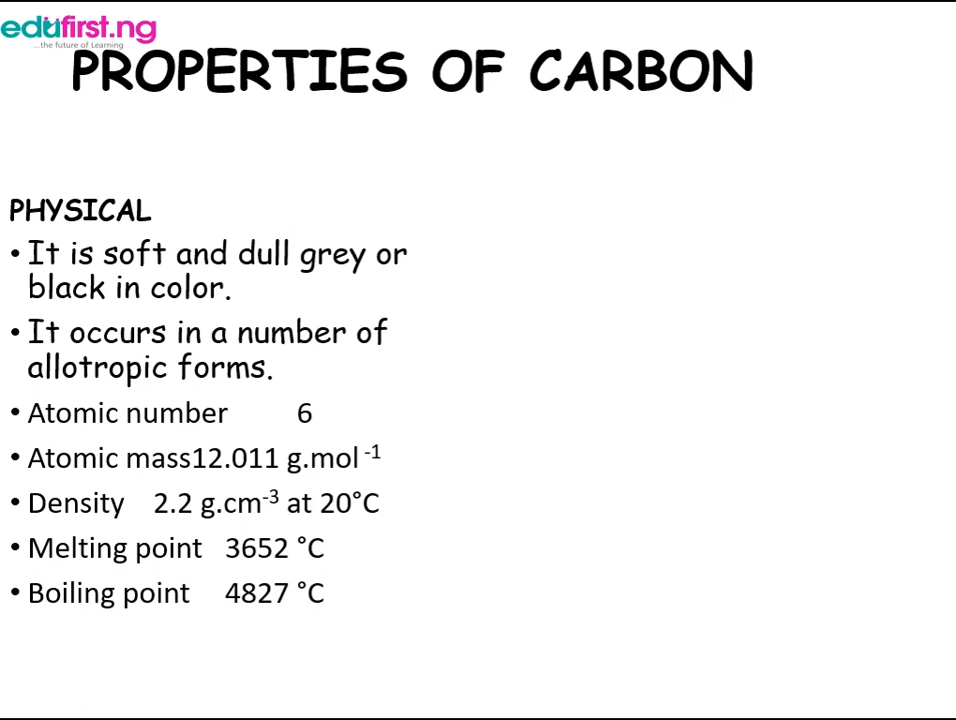 edufirst.ng
...the future of Learning
PROPERTIES OF CARBON
PHYSICAL
• It is soft and dull grey or
black in color.
• It occurs in a number of
allotropic forms.
• Atomic number 6
• Atomic mass12.011 g.mol -1
• Density 2.2 g.cm-3 at 20°C
• Melting point 3652 °C
• Boiling point 4827 °C